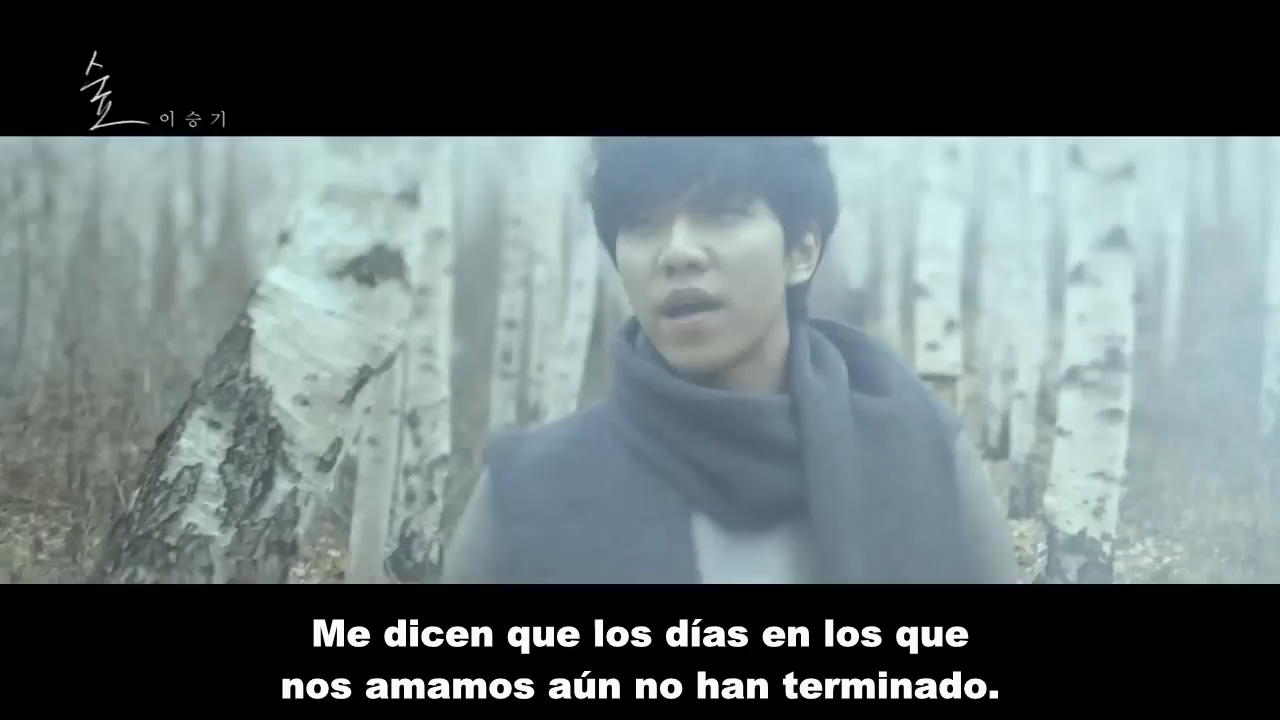 숲 이승기
Me dicen que los días en los que
nos amamos aún no han terminado.